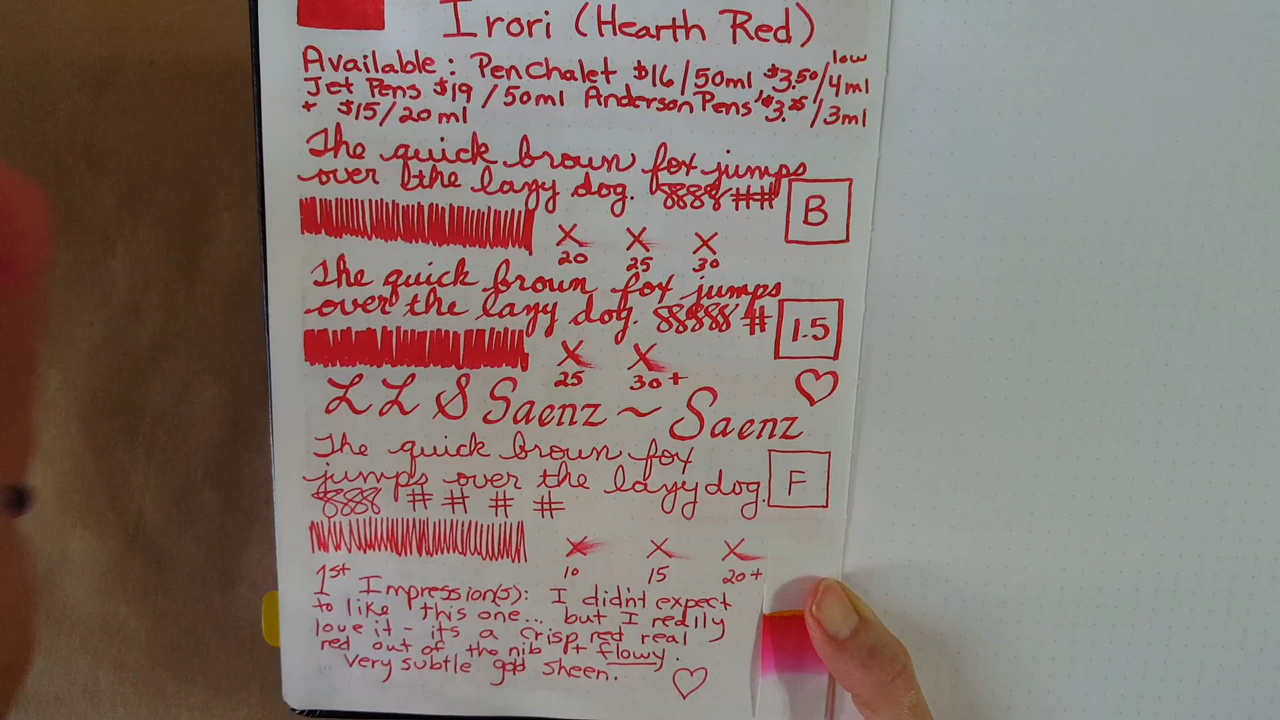 Irori (Hearth Red)
low
Available : PenChalet $16/50ml $3.50/4ml
Jet Pens $19 /50ml Anderson Pens $3.25/3ml
+ $15/20ml
The quick brown fox jumps
over the lazy dog. 8888 ##
B
X X X
20 25 30
The quick brown fox jumps
over the lazy dog. 88888 #
1.5
X X
25 30+
L L S Saenz ~ Saenz
The quick brown fox
jumps over the lazy dog.
F
888 # # # #
X X X
10 15 20+
1st Impression(s): I didn't expect
to like this one... but I really
love it - its a crisp red real
red out of the nib + flowy.
Very subtle gold sheen.